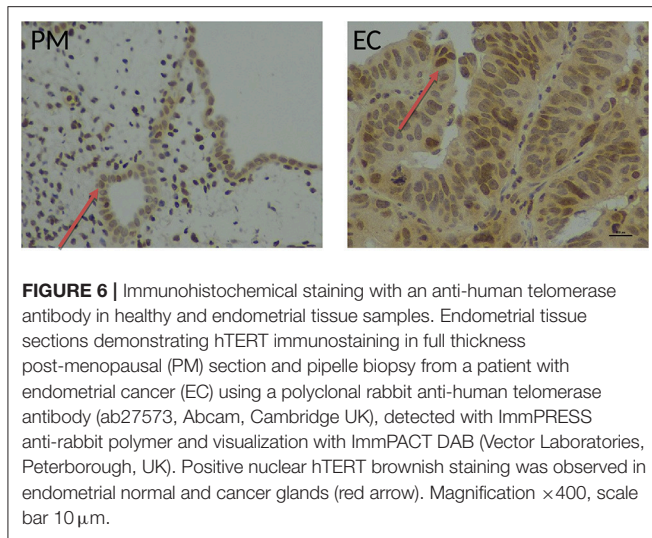 PM
EC
FIGURE 6 | Immunohistochemical staining with an anti-human telomerase
antibody in healthy and endometrial tissue samples. Endometrial tissue
sections demonstrating hTERT immunostaining in full thickness
post-menopausal (PM) section and pipelle biopsy from a patient with
endometrial cancer (EC) using a polyclonal rabbit anti-human telomerase
antibody (ab27573, Abcam, Cambridge UK), detected with ImmPRESS
anti-rabbit polymer and visualization with ImmPACT DAB (Vector Laboratories,
Peterborough, UK). Positive nuclear hTERT brownish staining was observed in
endometrial normal and cancer glands (red arrow). Magnification ×400, scale
bar 10 μm.